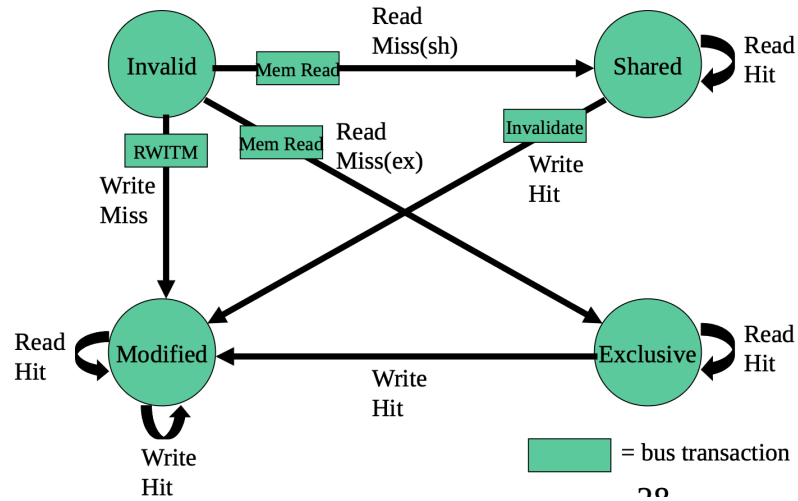 Read
Miss(sh)
Invalid
Mem Read
Shared
Read
Hit
RWITM
Mem Read
Read
Miss(ex)
Invalidate
Write
Miss
Write
Hit
Read
Hit
Modified
Exclusive
Read
Hit
Write
Hit
Write
Hit
= bus transaction
28